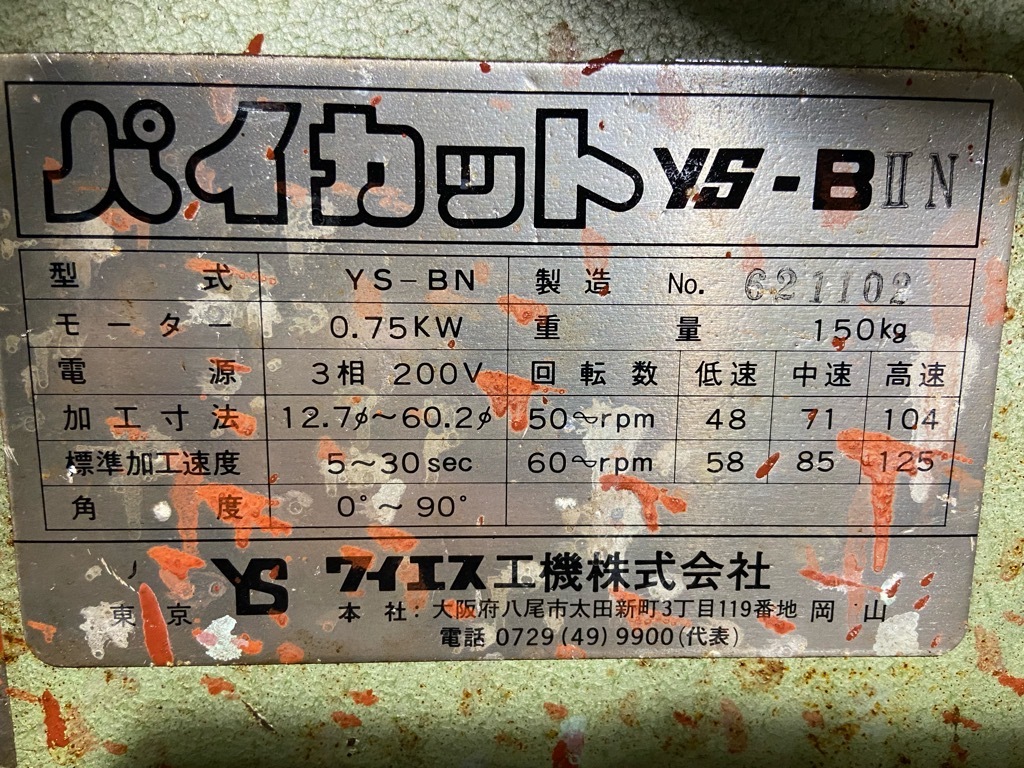 パイカット YS-BⅡN
型式 YS-BN 製造 No. 621102
モーター 0.75KW 重量 150kg
電源 3相 200V 回転数 低速 中速 高速
加工寸法 12.7φ～60.2φ 50～rpm 48 71 104
標準加工速度 5～30sec 60～rpm 58 85 125
角度 0°～90°
YS ワイエス工機株式会社
東京 本社:大阪府八尾市太田新町3丁目119番地 岡山
電話 0729(49)9900(代表)